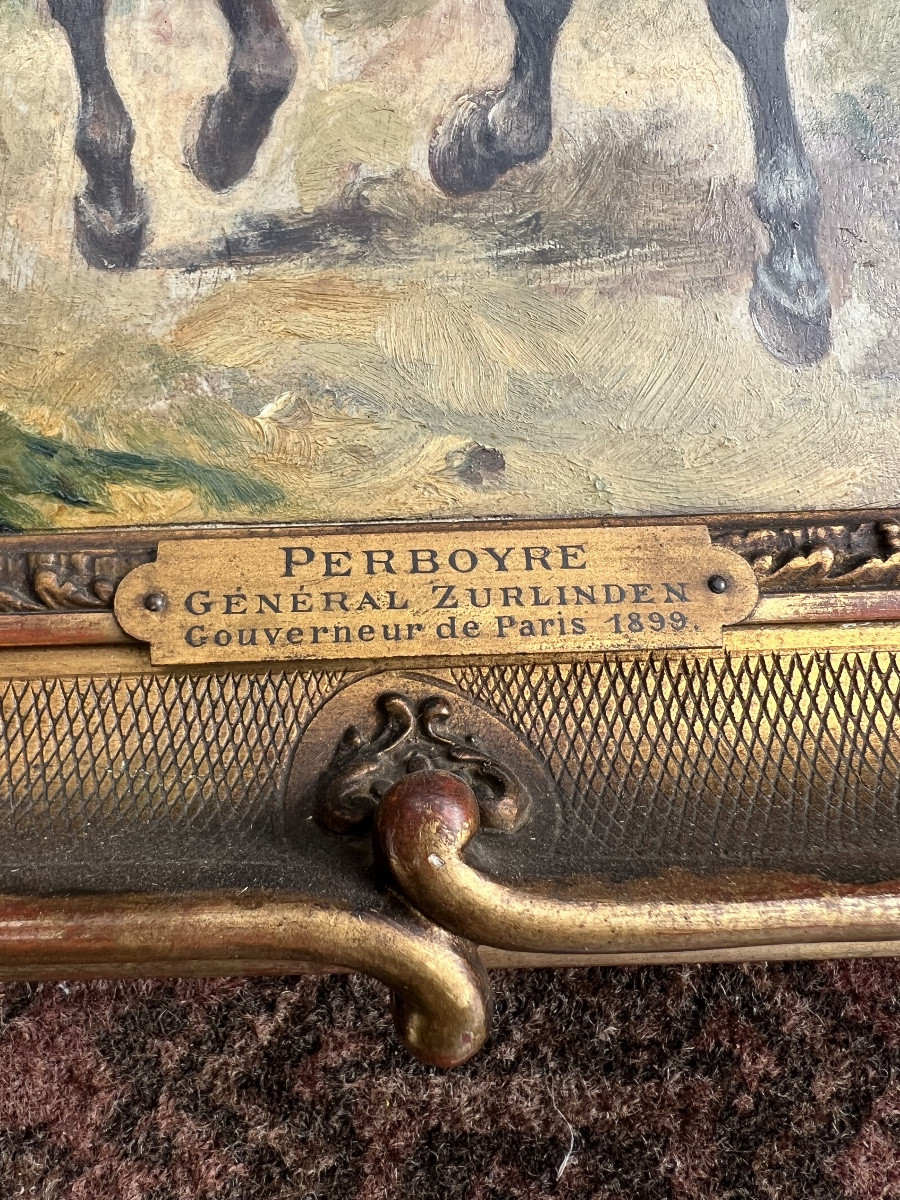 PERBOYRE
GÉNÉRAL ZURLINDEN
Gouverneur de Paris 1899.